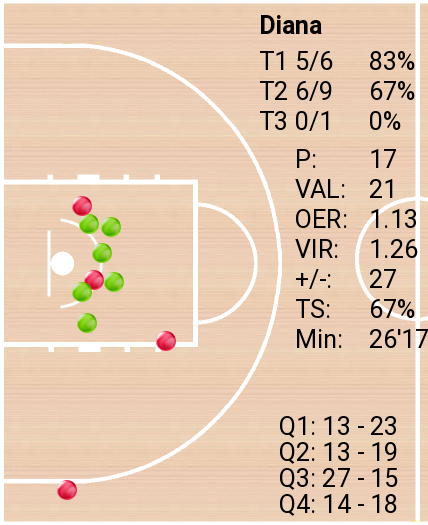 Diana
T1 5/6 83%
T2 6/9 67%
T3 0/1 0%
P: 17
VAL: 21
OER: 1.13
VIR: 1.26
+/-: 27
TS: 67%
Min: 26'17
Q1: 13 - 23
Q2: 13 - 19
Q3: 27 - 15
Q4: 14 - 18